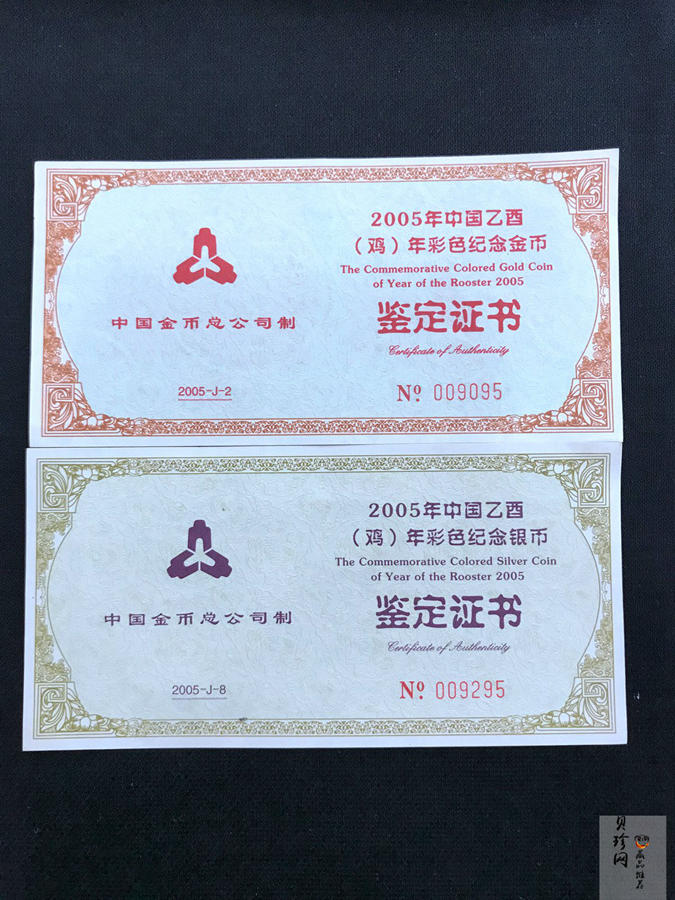 2005年中国乙酉
（鸡）年彩色纪念金币
The Commemorative Colored Gold Coin
of Year of the Rooster 2005
鉴定证书
Certificate of Authenticity
中国金币总公司制
2005-J-2
Nº 009095
2005年中国乙酉
（鸡）年彩色纪念银币
The Commemorative Colored Silver Coin
of Year of the Rooster 2005
鉴定证书
Certificate of Authenticity
中国金币总公司制
2005-J-8
Nº 009295
贝珍网
藏品推荐